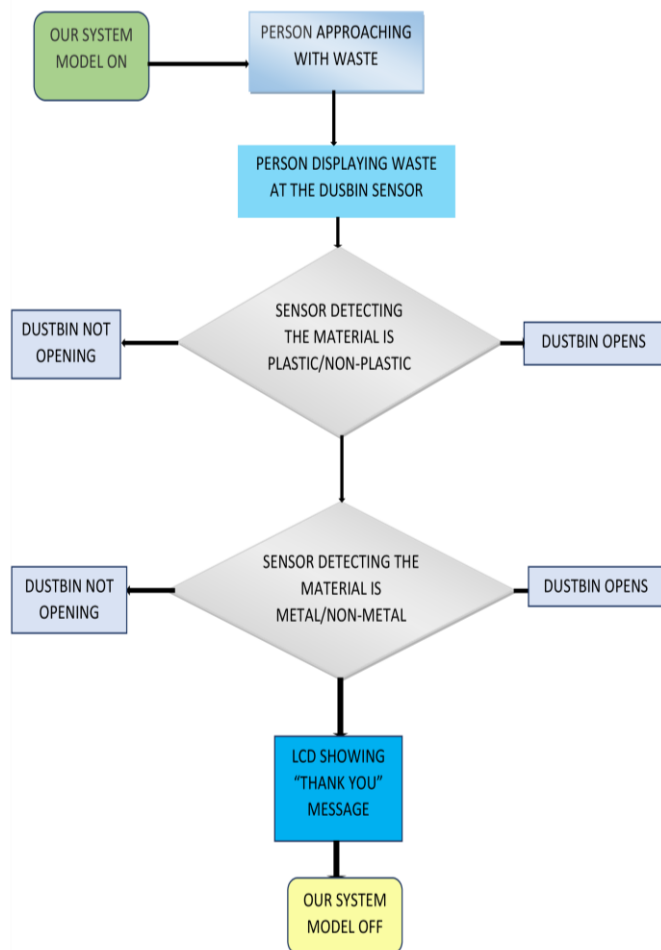 OUR SYSTEM
MODEL ON
PERSON APPROACHING
WITH WASTE
PERSON DISPLAYING WASTE
AT THE DUSBIN SENSOR
SENSOR DETECTING
THE MATERIAL IS
PLASTIC/NON-PLASTIC
DUSTBIN NOT
OPENING
DUSTBIN OPENS
SENSOR DETECTING THE
MATERIAL IS
METAL/NON-METAL
DUSTBIN NOT
OPENING
DUSTBIN OPENS
LCD SHOWING
“THANK YOU”
MESSAGE
OUR SYSTEM
MODEL OFF